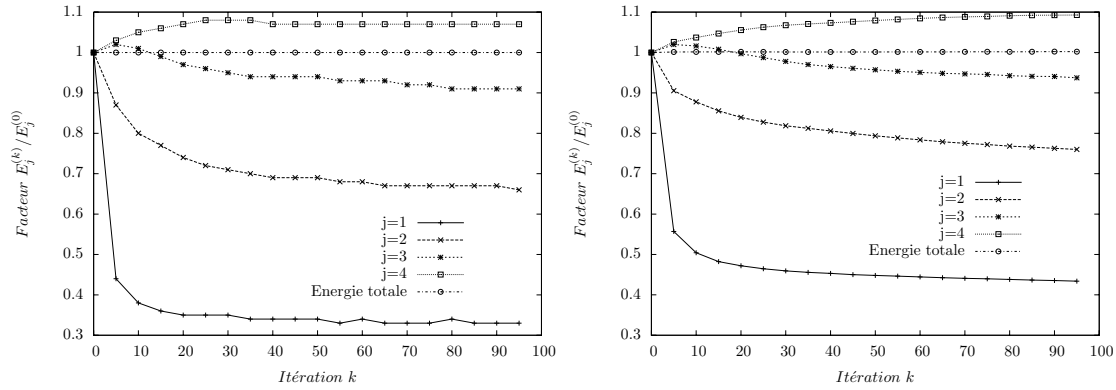 1.1
1
0.9
0.8
0.7
0.6
0.5
0.4
0.3
0 10 20 30 40 50 60 70 80 90 100
Facteur E_j^{(k)}/E_j^{(0)}
Itération k
j=1
j=2
j=3
j=4
Energie totale
1.1
1
0.9
0.8
0.7
0.6
0.5
0.4
0.3
0 10 20 30 40 50 60 70 80 90 100
Facteur E_j^{(k)}/E_j^{(0)}
Itération k
j=1
j=2
j=3
j=4
Energie totale